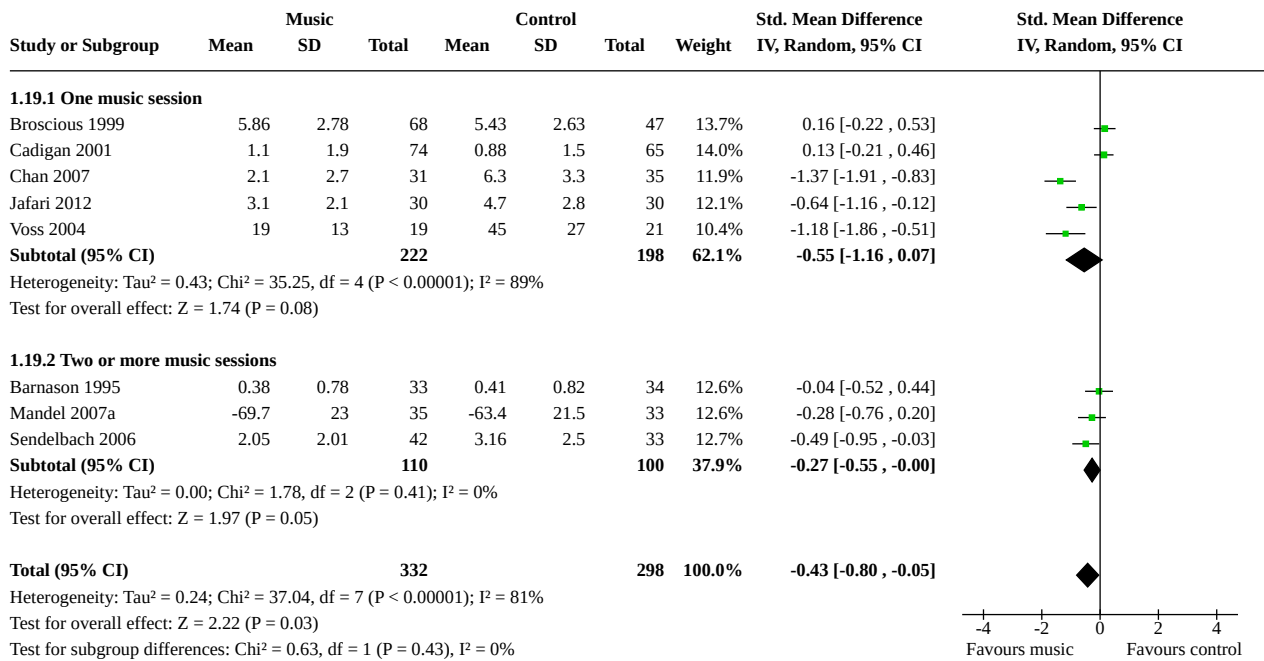 Music Control Std. Mean Difference Std. Mean Difference
Study or Subgroup Mean SD Total Mean SD Total Weight IV, Random, 95% CI IV, Random, 95% CI
1.19.1 One music session
Broscious 1999 5.86 2.78 68 5.43 2.63 47 13.7% 0.16 [-0.22 , 0.53]
Cadigan 2001 1.1 1.9 74 0.88 1.5 65 14.0% 0.13 [-0.21 , 0.46]
Chan 2007 2.1 2.7 31 6.3 3.3 35 11.9% -1.37 [-1.91 , -0.83]
Jafari 2012 3.1 2.1 30 4.7 2.8 30 12.1% -0.64 [-1.16 , -0.12]
Voss 2004 19 13 19 45 27 21 10.4% -1.18 [-1.86 , -0.51]
Subtotal (95% CI) 222 198 62.1% -0.55 [-1.16 , 0.07]
Heterogeneity: Tau² = 0.43; Chi² = 35.25, df = 4 (P < 0.00001); I² = 89%
Test for overall effect: Z = 1.74 (P = 0.08)
1.19.2 Two or more music sessions
Barnason 1995 0.38 0.78 33 0.41 0.82 34 12.6% -0.04 [-0.52 , 0.44]
Mandel 2007a -69.7 23 35 -63.4 21.5 33 12.6% -0.28 [-0.76 , 0.20]
Sendelbach 2006 2.05 2.01 42 3.16 2.5 33 12.7% -0.49 [-0.95 , -0.03]
Subtotal (95% CI) 110 100 37.9% -0.27 [-0.55 , -0.00]
Heterogeneity: Tau² = 0.00; Chi² = 1.78, df = 2 (P = 0.41); I² = 0%
Test for overall effect: Z = 1.97 (P = 0.05)
Total (95% CI) 332 298 100.0% -0.43 [-0.80 , -0.05]
Heterogeneity: Tau² = 0.24; Chi² = 37.04, df = 7 (P < 0.00001); I² = 81%
Test for overall effect: Z = 2.22 (P = 0.03) -4 -2 0 2 4
Test for subgroup differences: Chi² = 0.63, df = 1 (P = 0.43), I² = 0% Favours music Favours control